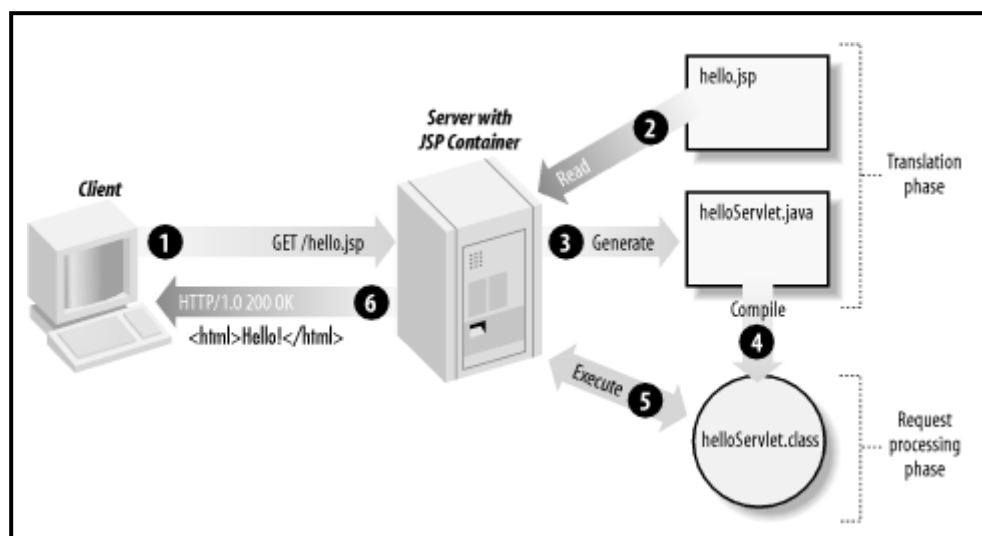 Client
1
GET /hello.jsp
6
HTTP/1.0 200 OK
<html>Hello!</html>
Server with
JSP Container
2
Read
hello.jsp
3
Generate
helloServlet.java
Compile
4
Execute
5
helloServlet.class
Translation
phase
Request
processing
phase